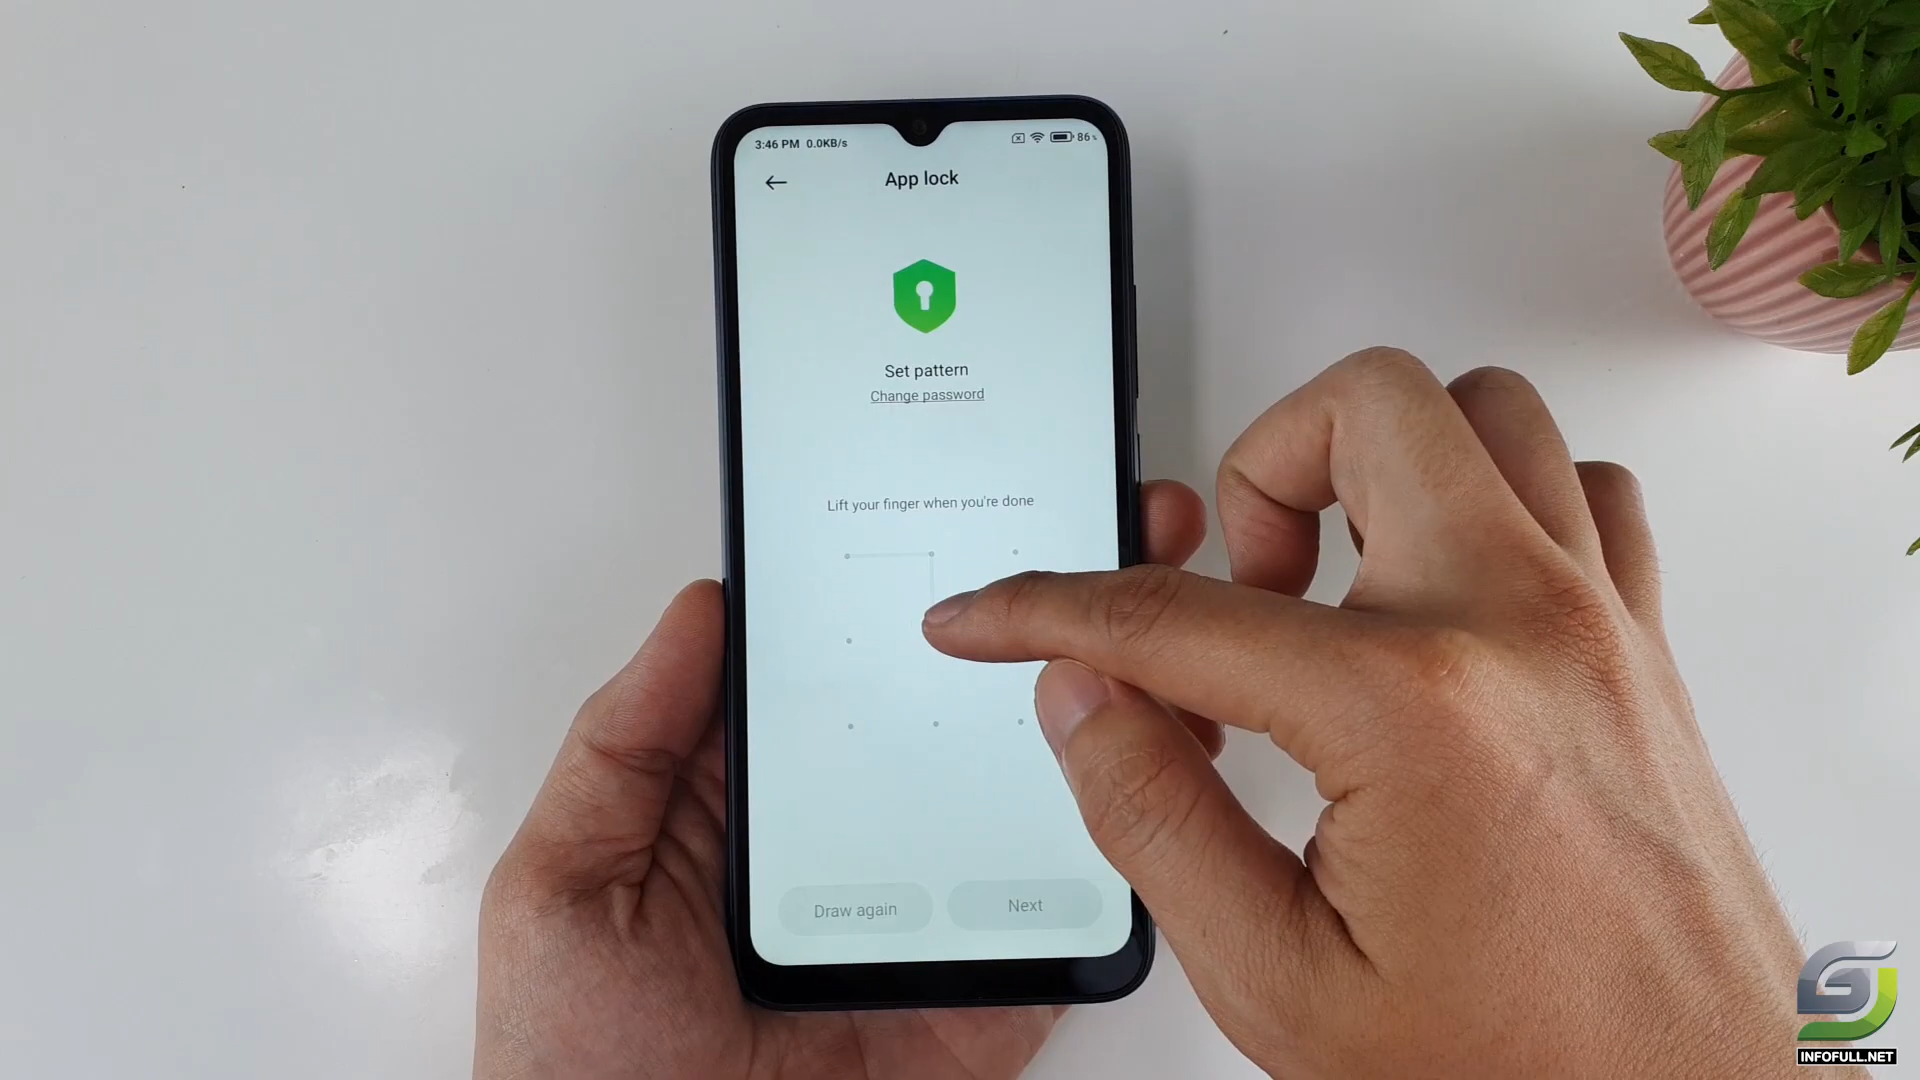 3:46 PM 0.0KB/s
86%
App lock
Set pattern
Change password
Lift your finger when you're done
Draw again
Next
INFOFULL.NET